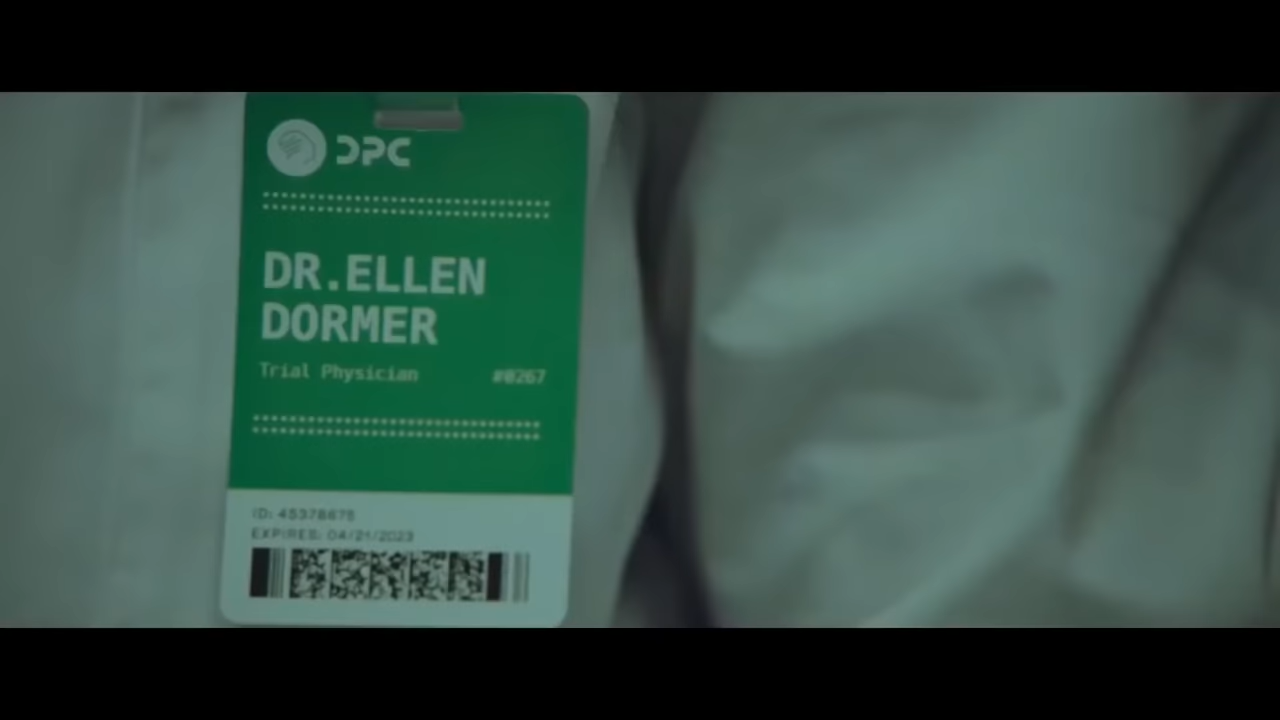 DPC
DR.ELLEN
DORMER
Trial Physician #0267
ID: 45378675
EXPIRES: 04/21/2023